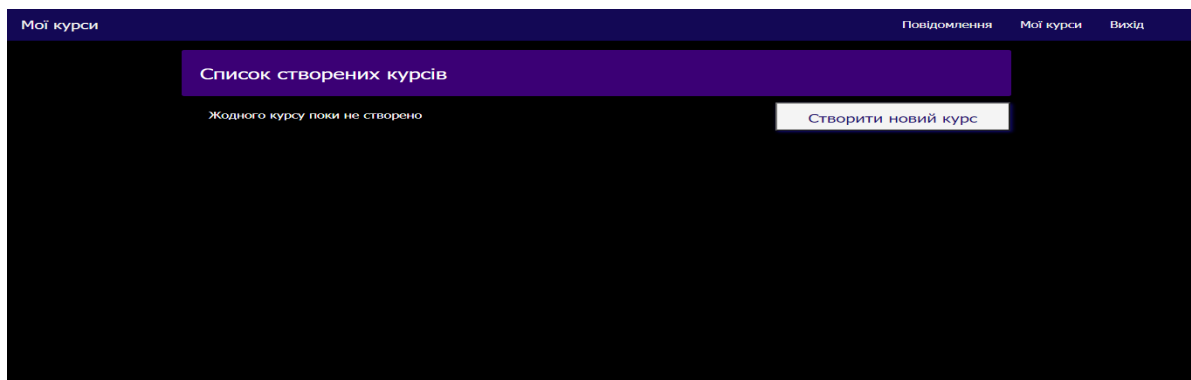 Мої курси
Повідомлення Мої курси Вихід
Список створених курсів
Жодного курсу поки не створено
Створити новий курс